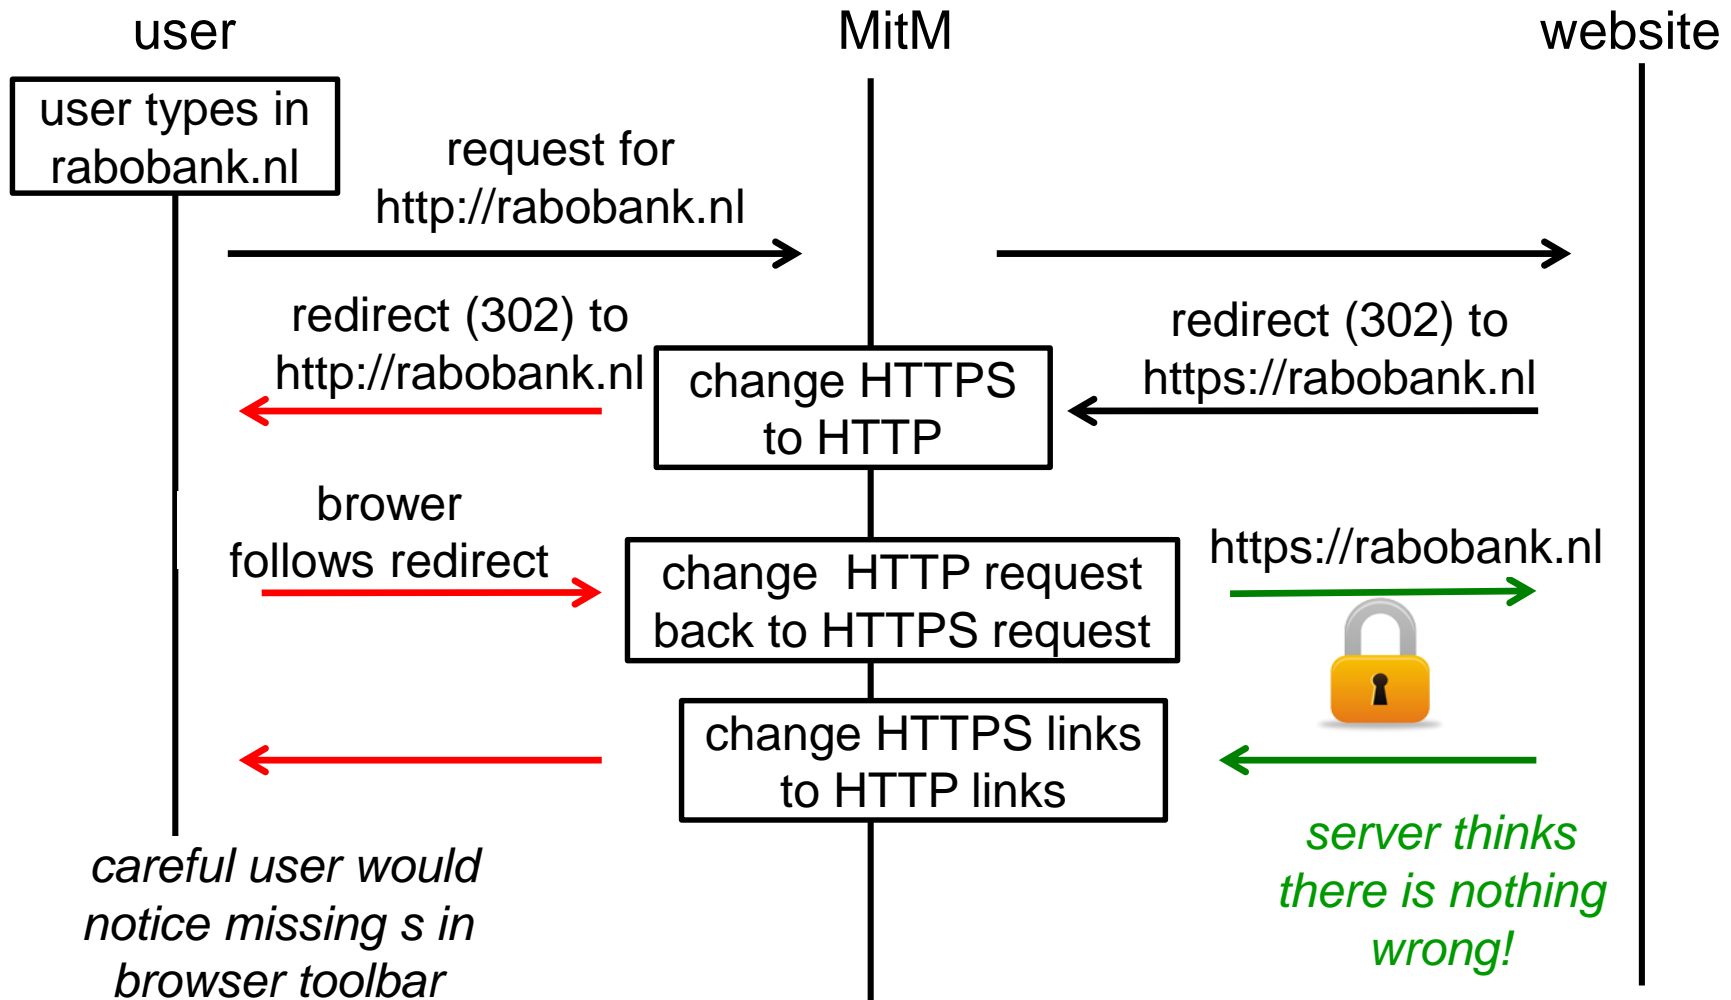 user
MitM
website
user types in
rabobank.nl
request for
http://rabobank.nl
redirect (302) to
http://rabobank.nl
change HTTPS
to HTTP
redirect (302) to
https://rabobank.nl
brower
follows redirect
change HTTP request
back to HTTPS request
https://rabobank.nl
change HTTPS links
to HTTP links
careful user would
notice missing s in
browser toolbar
server thinks
there is nothing
wrong!